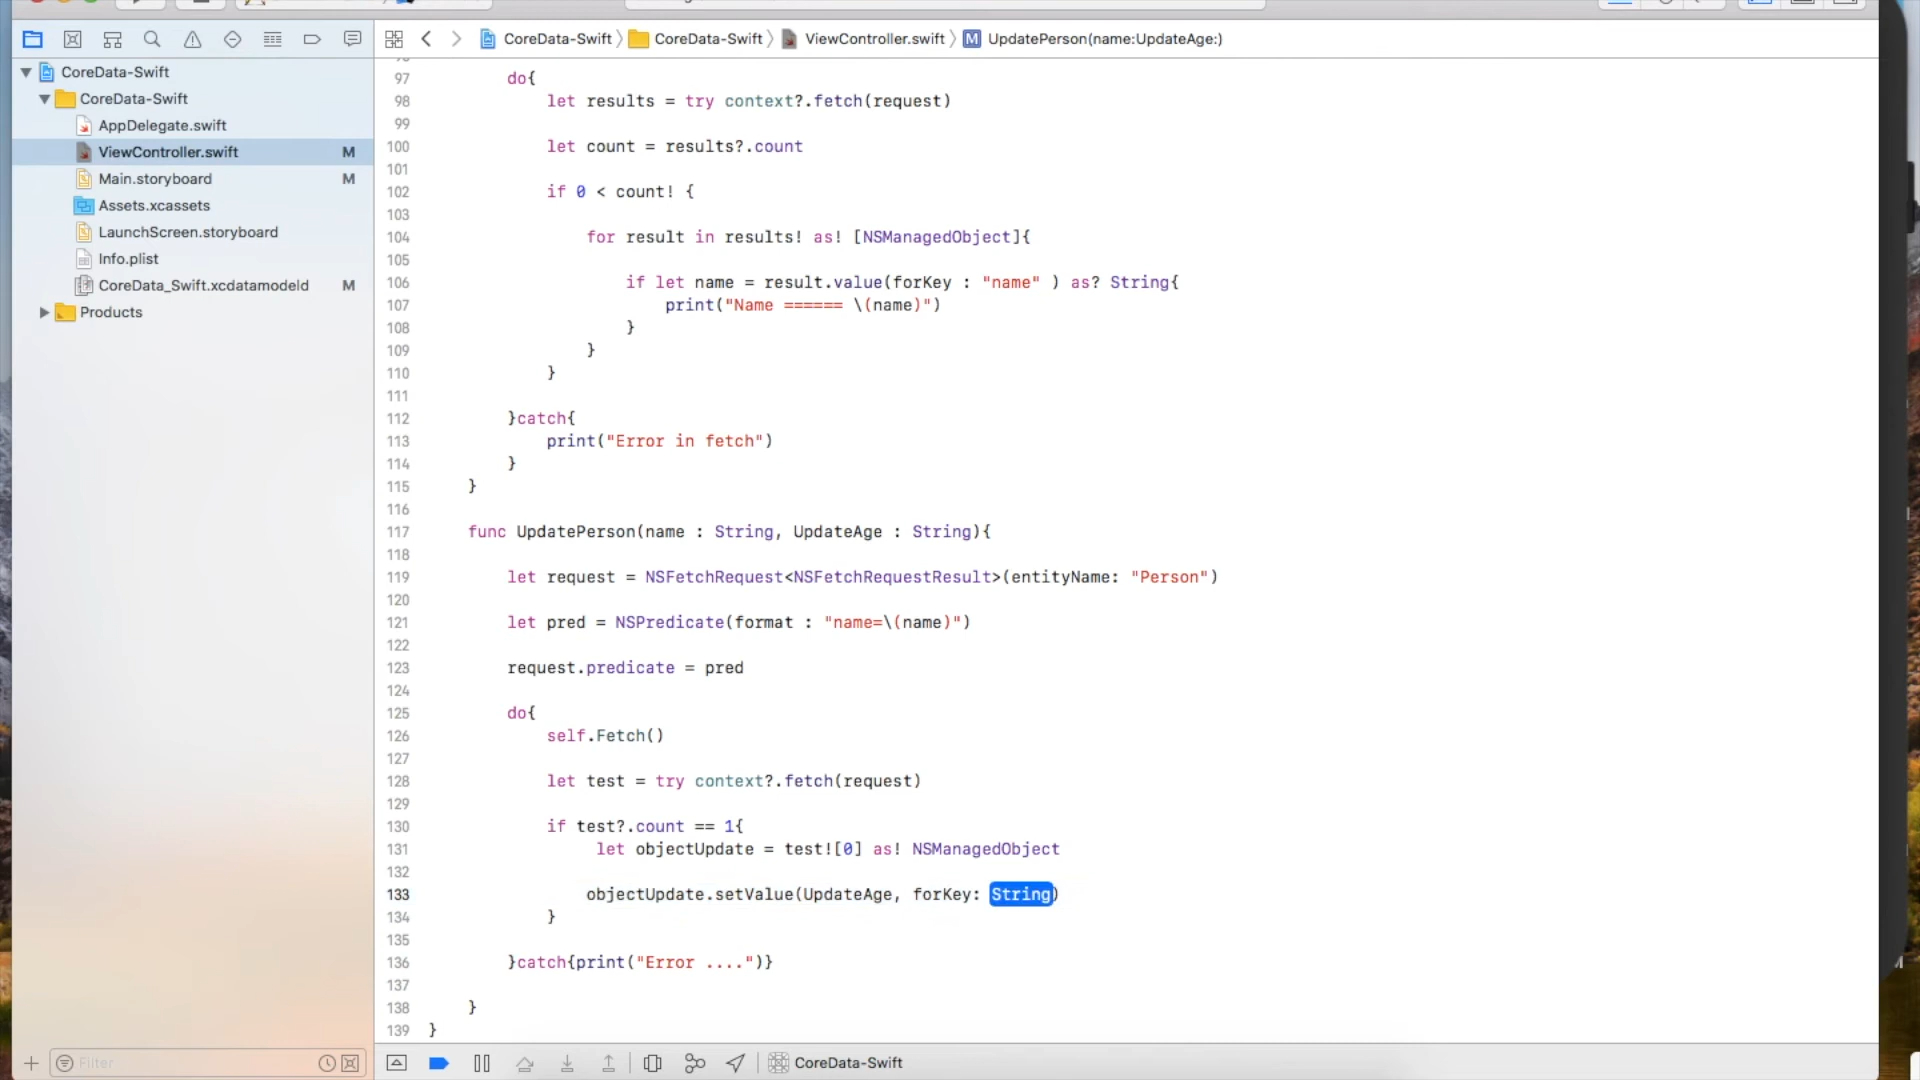 CoreData-Swift
CoreData-Swift
ViewController.swift
UpdatePerson(name:UpdateAge:)
CoreData-Swift
CoreData-Swift
AppDelegate.swift
ViewController.swift M
Main.storyboard M
Assets.xcassets
LaunchScreen.storyboard
Info.plist
CoreData_Swift.xcdatamodeld M
Products
97 do{
98 let results = try context?.fetch(request)
99
100 let count = results?.count
101
102 if 0 < count! {
103
104 for result in results! as! [NSManagedObject]{
105
106 if let name = result.value(forKey : "name" ) as? String{
107 print("Name ====== \(name)")
108 }
109 }
110 }
111
112 }catch{
113 print("Error in fetch")
114 }
115 }
116
117 func UpdatePerson(name : String, UpdateAge : String){
118
119 let request = NSFetchRequest<NSFetchRequestResult>(entityName: "Person")
120
121 let pred = NSPredicate(format : "name=\(name)")
122
123 request.predicate = pred
124
125 do{
126 self.Fetch()
127
128 let test = try context?.fetch(request)
129
130 if test?.count == 1{
131 let objectUpdate = test![0] as! NSManagedObject
132
133 objectUpdate.setValue(UpdateAge, forKey: String)
134 }
135
136 }catch{print("Error ....")}
137
138 }
139 }
Filter
CoreData-Swift